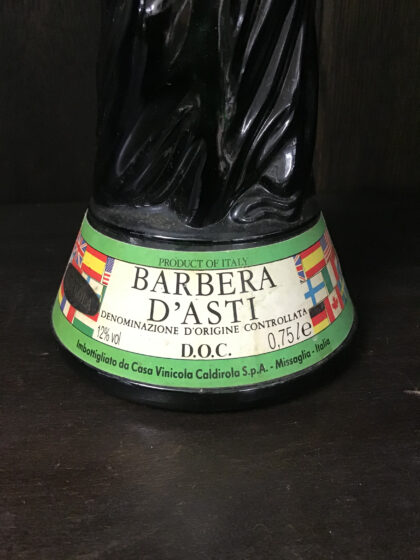 PRODUCT OF ITALY
BARBERA
D'ASTI
DENOMINAZIONE D'ORIGINE CONTROLLATA
12% vol
D.O.C.
0.75 l e
Imbottigliato da Casa Vinicola Caldirola S.p.A. - Missaglia - Italia